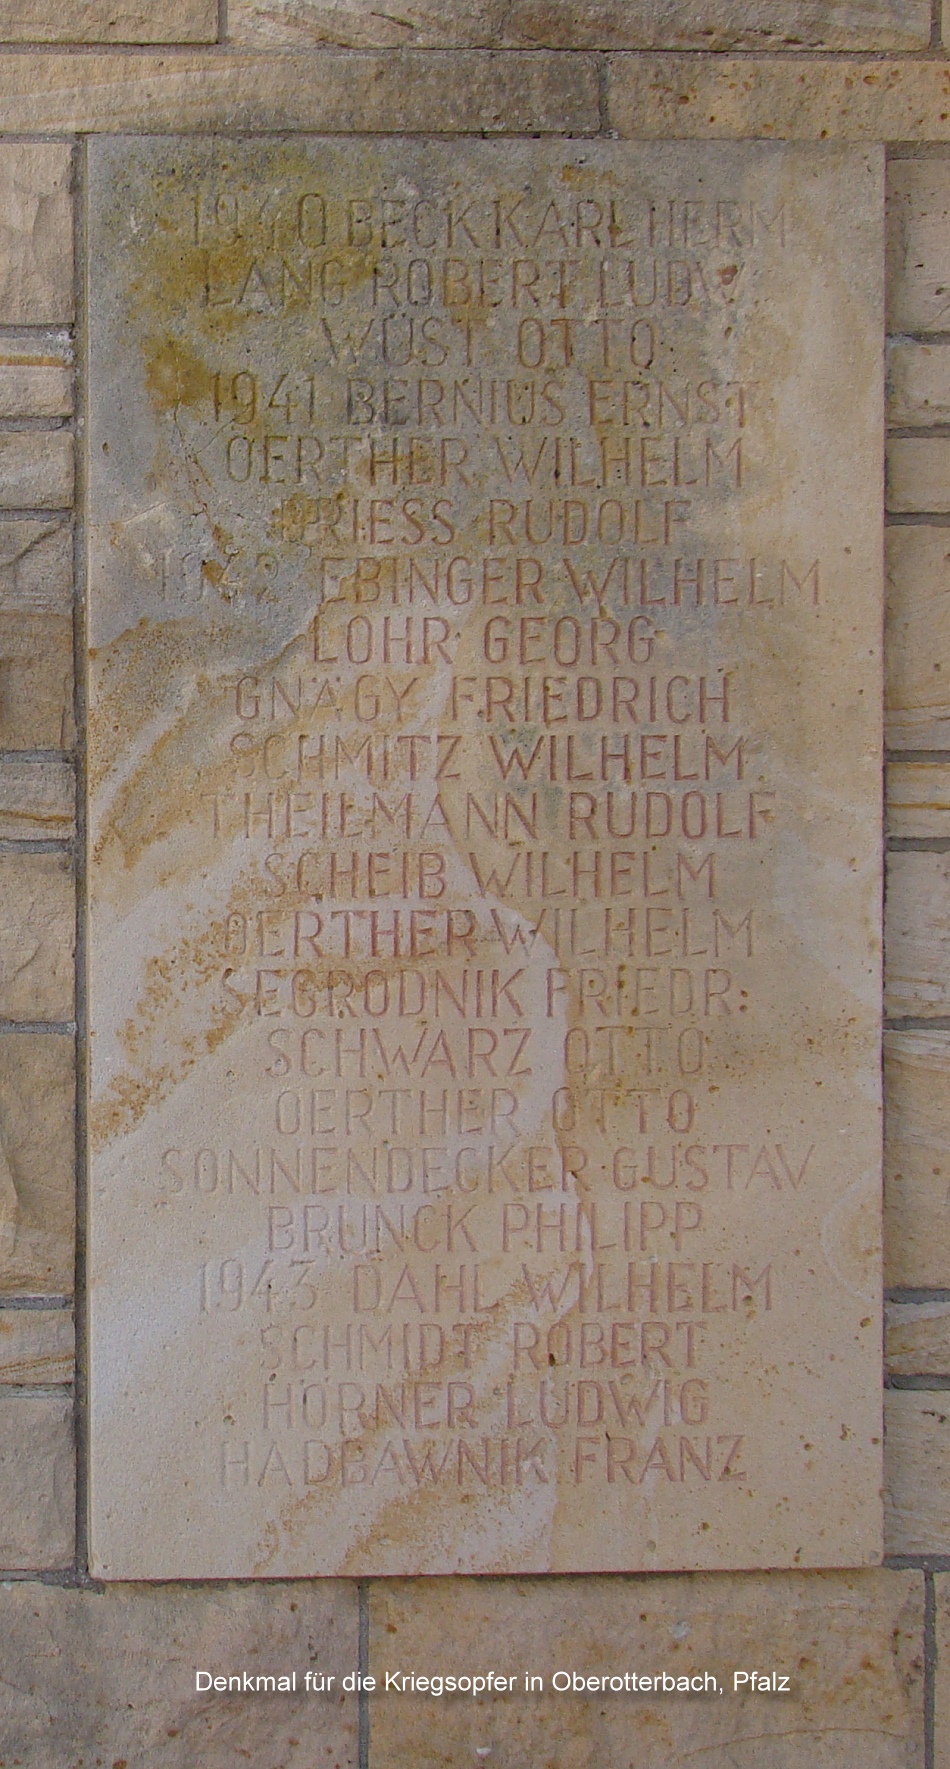 1940 BECK KARL HERM
LANG ROBERT LUDW.
WÜST OTTO
1941 BERNIUS ERNST
OERTHER WILHELM
PRIESS RUDOLF
1942 EBINGER WILHELM
LOHR GEORG
GNÄGY FRIEDRICH
SCHMITZ WILHELM
THEILMANN RUDOLF
SCHEIB WILHELM
OERTHER WILHELM
SEGRODNIK FRIEDR.
SCHWARZ OTTO
OERTHER OTTO
SONNENDECKER GUSTAV
BRUNCK PHILIPP
1943 DAHL WILHELM
SCHMIDT ROBERT
HÖRNER LUDWIG
HADBAWNIK FRANZ
Denkmal für die Kriegsopfer in Oberotterbach, Pfalz